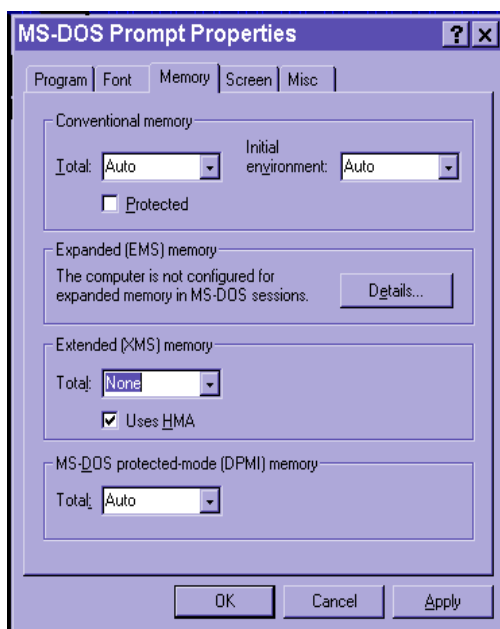 MS-DOS Prompt Properties
Program Font Memory Screen Misc
Conventional memory
Total: Auto
Initial environment: Auto
Protected
Expanded (EMS) memory
The computer is not configured for
expanded memory in MS-DOS sessions.
Details...
Extended (XMS) memory
Total: None
Uses HMA
MS-DOS protected-mode (DPMI) memory
Total: Auto
OK Cancel Apply